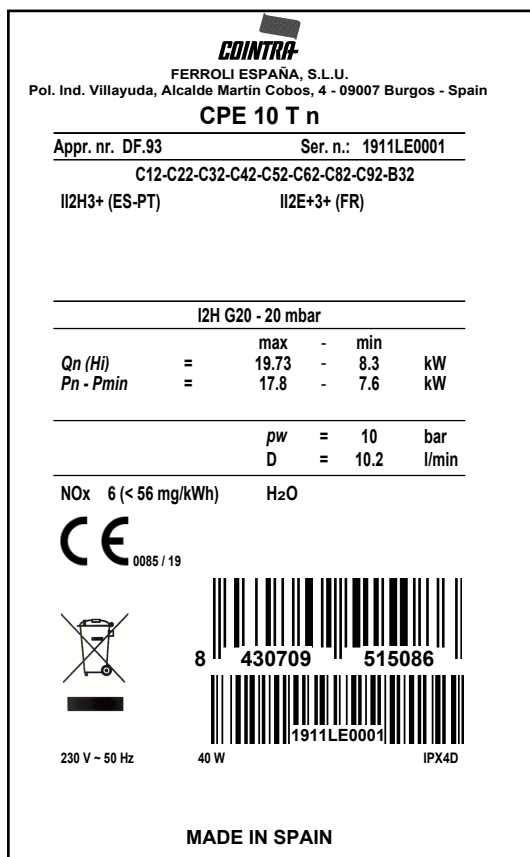 COINTRA
FERROLI ESPAÑA, S.L.U.
Pol. Ind. Villayuda, Alcalde Martín Cobos, 4 - 09007 Burgos - Spain
CPE 10 T n
Appr. nr. DF.93 Ser. n.: 1911LE0001
C12-C22-C32-C42-C52-C62-C82-C92-B32
II2H3+ (ES-PT) II2E+3+ (FR)
I2H G20 - 20 mbar
max - min
Qn (Hi) = 19.73 - 8.3 kW
Pn - Pmin = 17.8 - 7.6 kW
pw = 10 bar
D = 10.2 l/min
NOx 6 (< 56 mg/kWh) H₂O
CE 0085 / 19
8 430709 515086
1911LE0001
230 V ~ 50 Hz 40 W IPX4D
MADE IN SPAIN